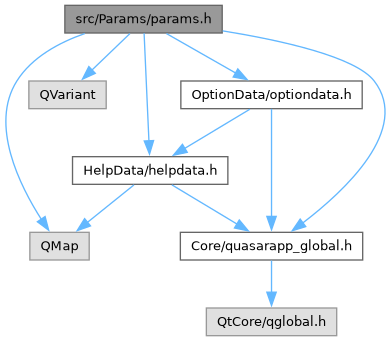 src/Params/params.h
QVariant
OptionData/optiondata.h
HelpData/helpdata.h
QMap
Core/quasarapp_global.h
QtCore/qglobal.h